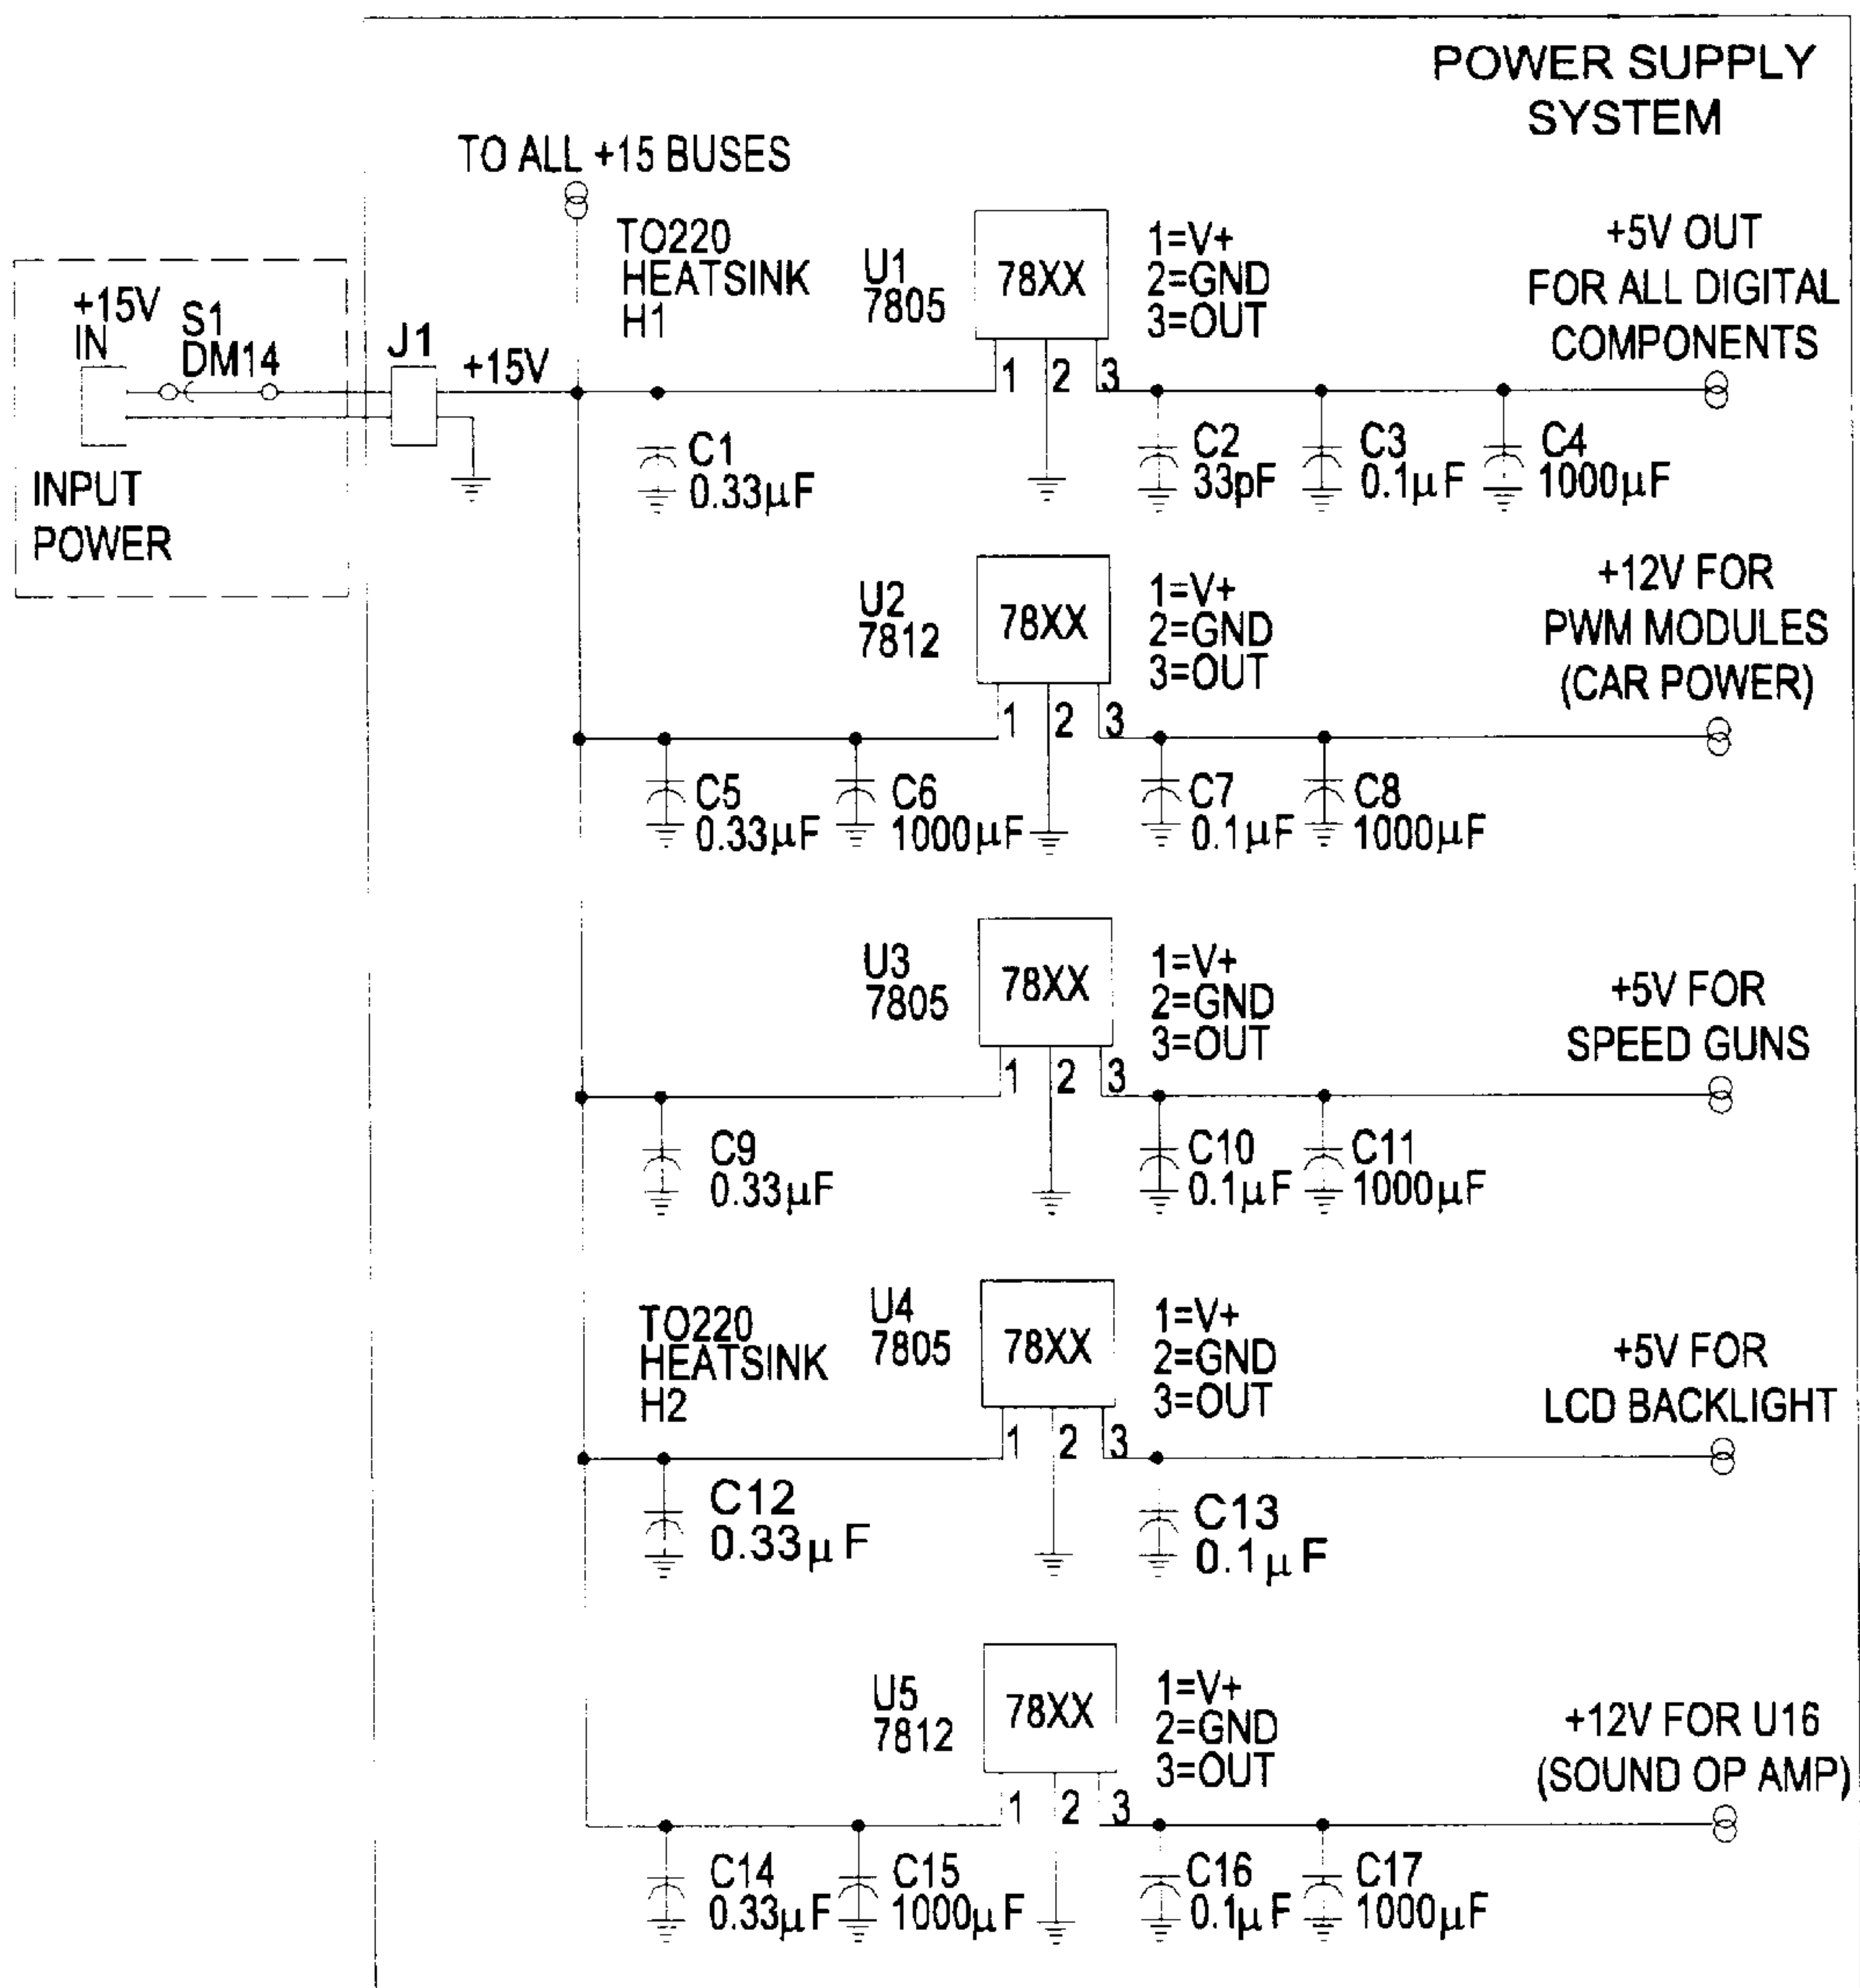 POWER SUPPLY
SYSTEM
TO ALL +15 BUSES
+15V
IN
S1
DM14
INPUT
POWER
J1
+15V
TO220
HEATSINK
H1
U1
7805
78XX
1=V+
2=GND
3=OUT
1 2 3
+5V OUT
FOR ALL DIGITAL
COMPONENTS
C1
0.33μF
C2
33pF
C3
0.1μF
C4
1000μF
U2
7812
78XX
1=V+
2=GND
3=OUT
1 2 3
+12V FOR
PWM MODULES
(CAR POWER)
C5
0.33μF
C6
1000μF
C7
0.1μF
C8
1000μF
U3
7805
78XX
1=V+
2=GND
3=OUT
1 2 3
+5V FOR
SPEED GUNS
C9
0.33μF
C10
0.1μF
C11
1000μF
TO220
HEATSINK
H2
U4
7805
78XX
1=V+
2=GND
3=OUT
1 2 3
+5V FOR
LCD BACKLIGHT
C12
0.33μF
C13
0.1μF
U5
7812
78XX
1=V+
2=GND
3=OUT
1 2 3
+12V FOR U16
(SOUND OP AMP)
C14
0.33μF
C15
1000μF
C16
0.1μF
C17
1000μF